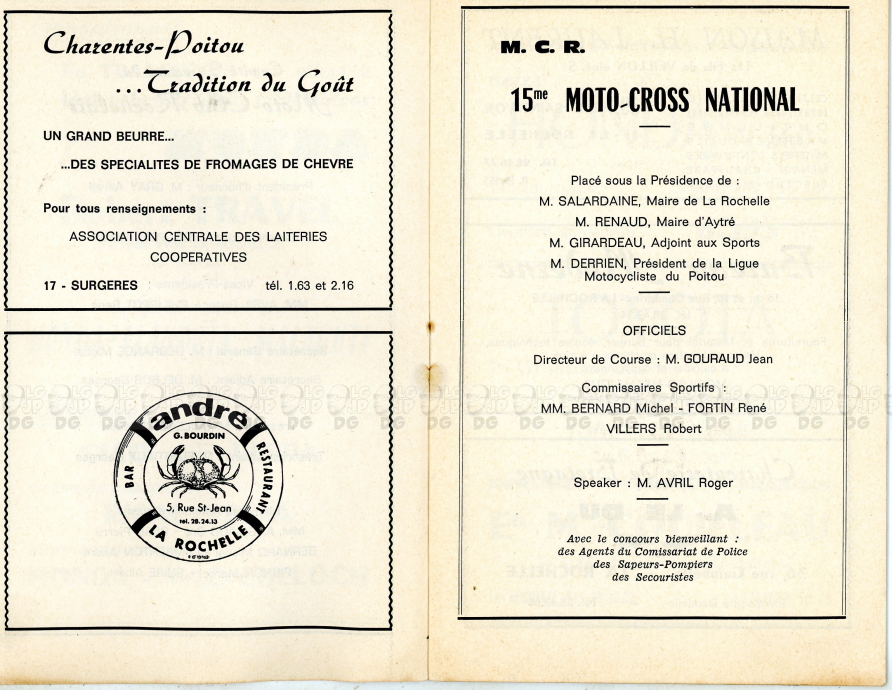 Charentes-Poitou
...Tradition du Goût
UN GRAND BEURRE...
...DES SPECIALITES DE FROMAGES DE CHEVRE
Pour tous renseignements :
ASSOCIATION CENTRALE DES LAITERIES
COOPERATIVES
17 - SURGERES tél. 1.63 et 2.16
andré
G. BOURDIN
BAR
RESTAURANT
5, Rue St-Jean
tél. 28.24.13
LA ROCHELLE
M. C. R.
15me MOTO-CROSS NATIONAL
Placé sous la Présidence de :
M. SALARDAINE, Maire de La Rochelle
M. RENAUD, Maire d'Aytré
M. GIRARDEAU, Adjoint aux Sports
M. DERRIEN, Président de la Ligue
Motocycliste du Poitou
OFFICIELS
Directeur de Course : M. GOURAUD Jean
Commissaires Sportifs :
MM. BERNARD Michel - FORTIN René
VILLERS Robert
Speaker : M. AVRIL Roger
Avec le concours bienveillant :
des Agents du Comissariat de Police
des Sapeurs-Pompiers
des Secouristes